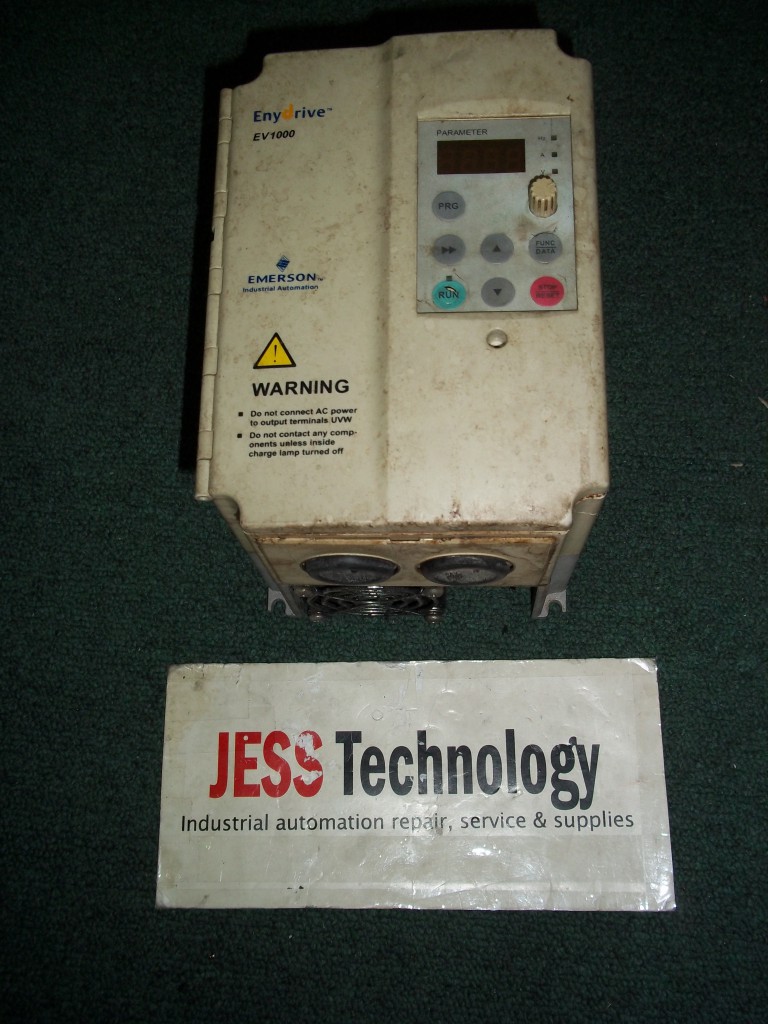 Enydrive™
EV1000
PARAMETER
Hz
A
V
PRG
FUNC
DATA
RUN
STOP
RESET
EMERSON™
Industrial Automation
WARNING
Do not connect AC power
to output terminals UVW
Do not contact any comp-
onents unless inside
charge lamp turned off
JESS Technology
Industrial automation repair, service & supplies